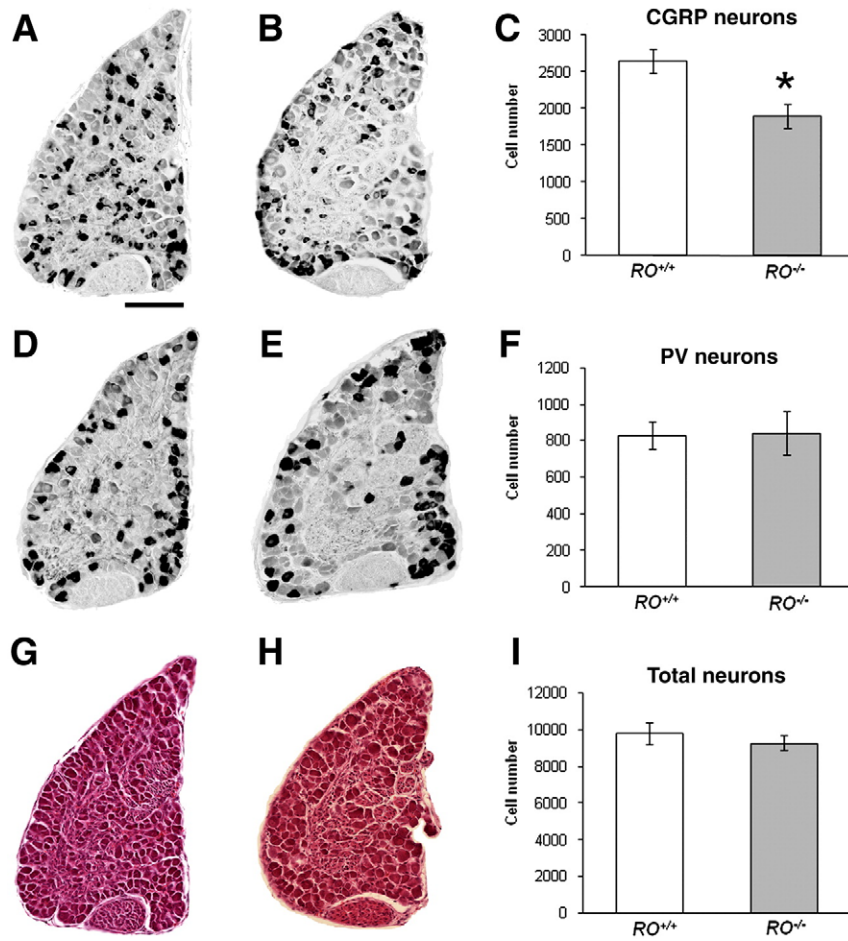 A
B
C
CGRP neurons
Cell number
3000
2500
2000
1500
1000
500
0
*
RO+/+
RO-/-
D
E
F
PV neurons
Cell number
1200
1000
800
600
400
200
0
RO+/+
RO-/-
G
H
I
Total neurons
Cell number
12000
10000
8000
6000
4000
2000
0
RO+/+
RO-/-